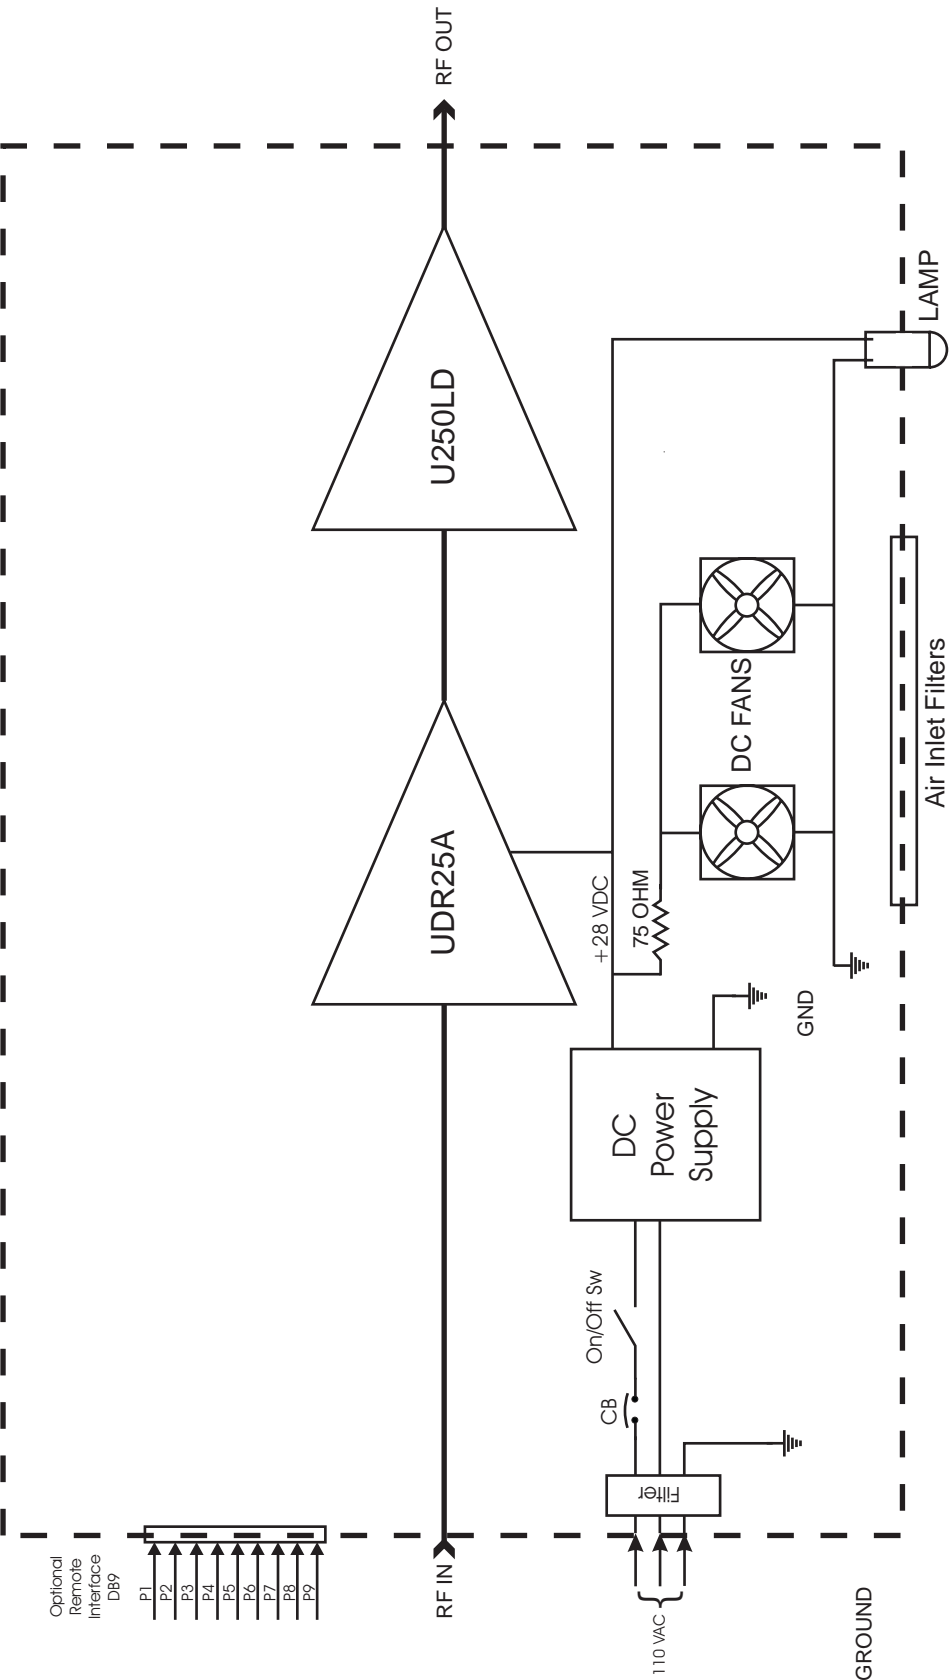 Optional
Remote
Interface
DB9
P1
P2
P3
P4
P5
P6
P7
P8
P9
RF IN
UDR25A
U250LD
RF OUT
110 VAC
Filter
CB
On/Off Sw
DC
Power
Supply
+28 VDC
75 OHM
DC FANS
GND
LAMP
Air Inlet Filters
GROUND